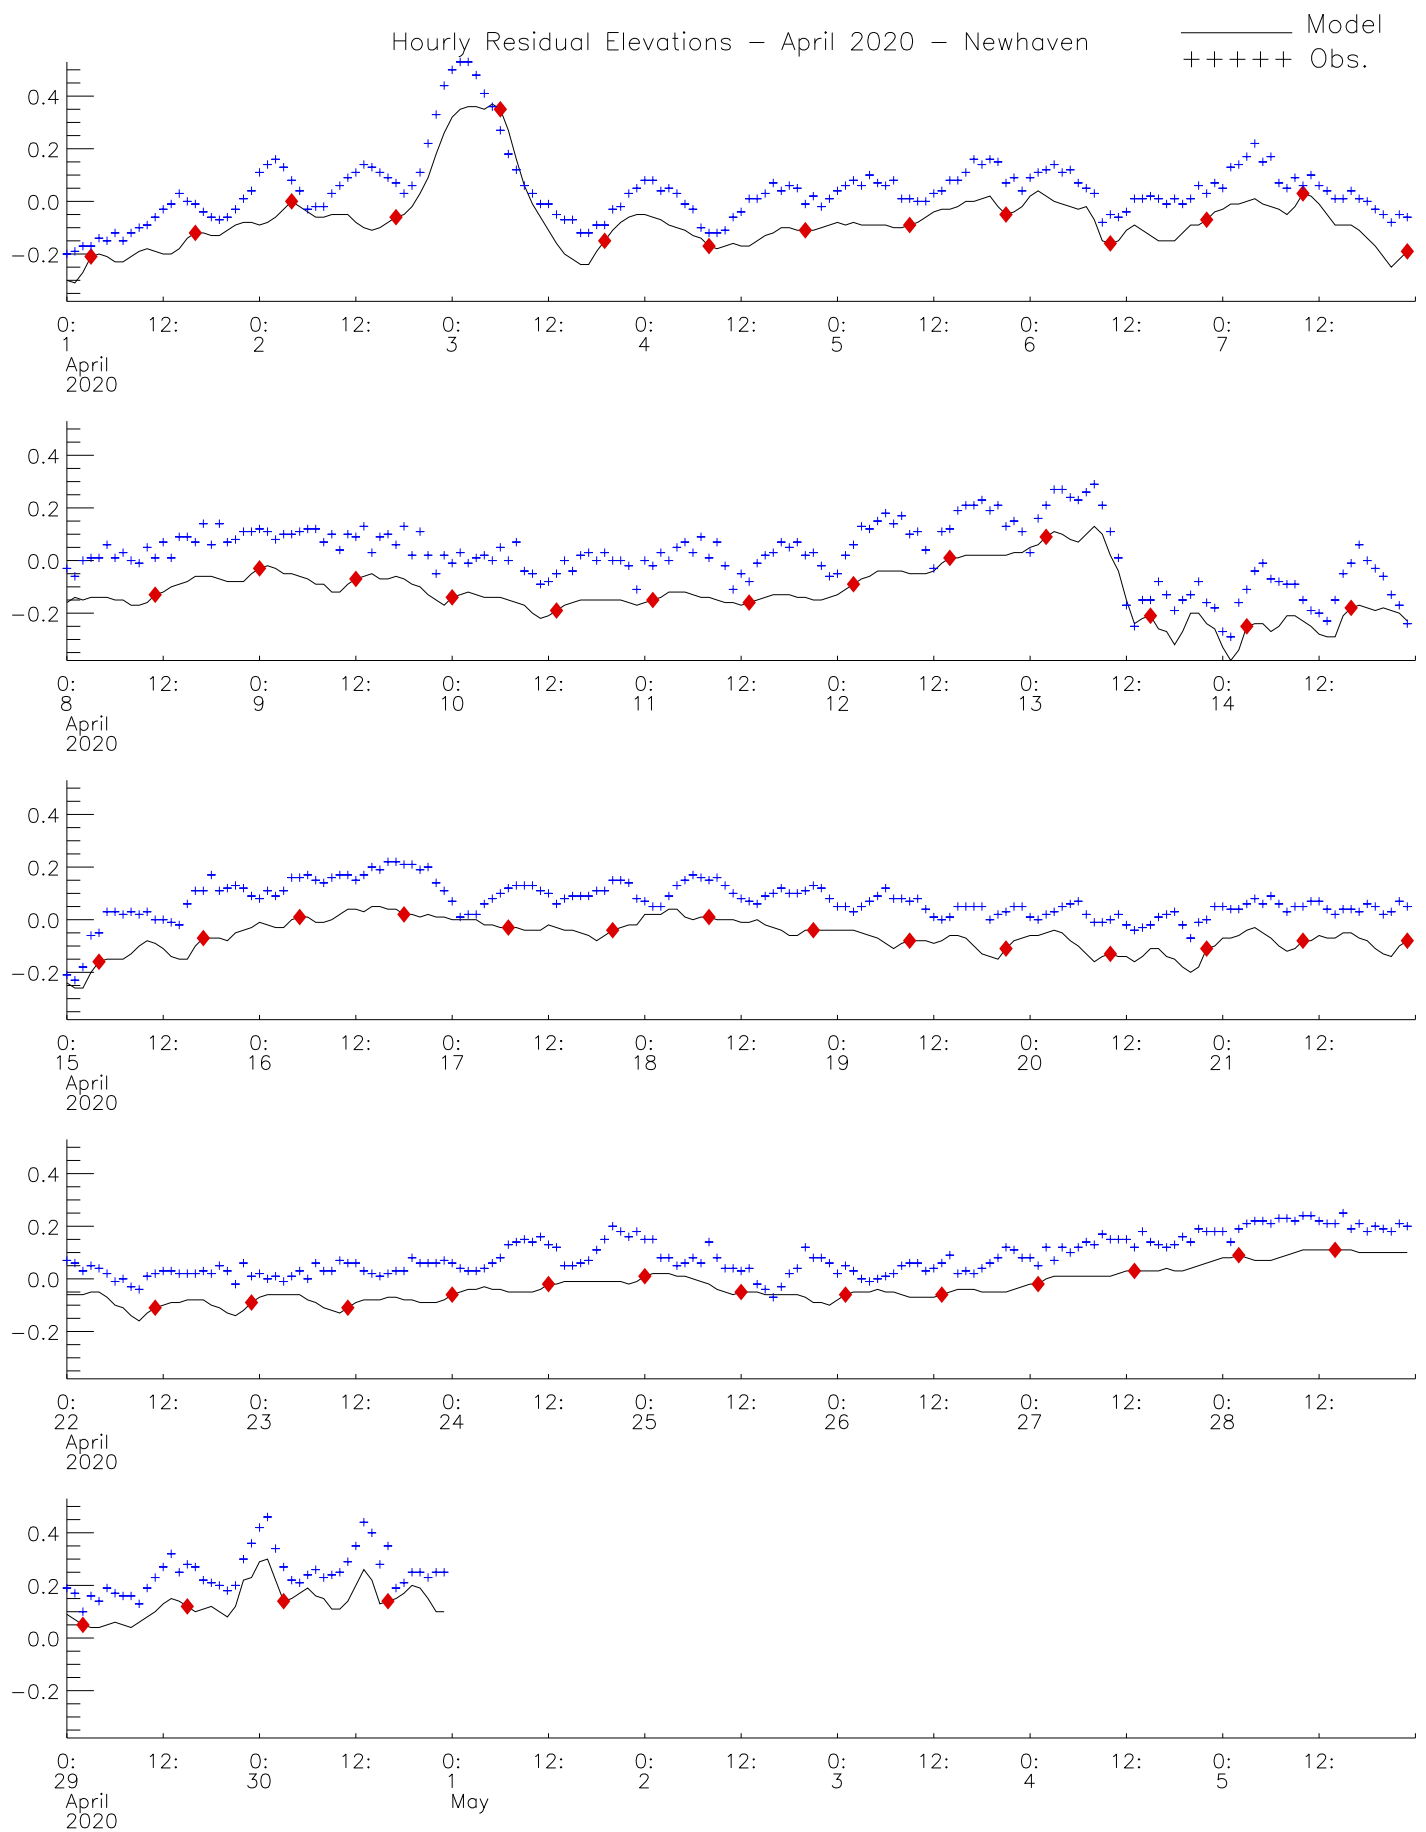 Hourly Residual Elevations – April 2020 – Newhaven
Model
+++++ Obs.
0.4
0.2
0.0
–0.2
0: 12: 0: 12: 0: 12: 0: 12: 0: 12: 0: 12: 0: 12:
1 2 3 4 5 6 7
April
2020
0.4
0.2
0.0
–0.2
0: 12: 0: 12: 0: 12: 0: 12: 0: 12: 0: 12: 0: 12:
8 9 10 11 12 13 14
April
2020
0.4
0.2
0.0
–0.2
0: 12: 0: 12: 0: 12: 0: 12: 0: 12: 0: 12: 0: 12:
15 16 17 18 19 20 21
April
2020
0.4
0.2
0.0
–0.2
0: 12: 0: 12: 0: 12: 0: 12: 0: 12: 0: 12: 0: 12:
22 23 24 25 26 27 28
April
2020
0.4
0.2
0.0
–0.2
0: 12: 0: 12: 0: 12: 0: 12: 0: 12: 0: 12: 0: 12:
29 30 1 2 3 4 5
April May
2020